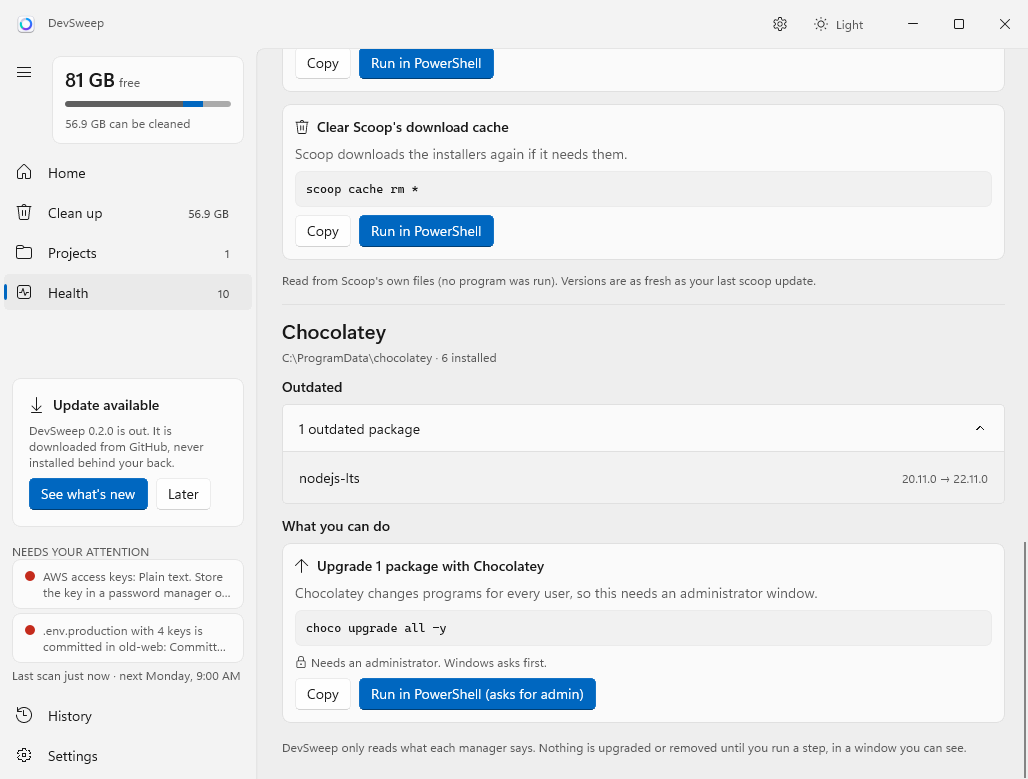 DevSweep
Light
81 GB free
56.9 GB can be cleaned
Home
Clean up 56.9 GB
Projects 1
Health 10
Update available
DevSweep 0.2.0 is out. It is
downloaded from GitHub, never
installed behind your back.
See what's new Later
NEEDS YOUR ATTENTION
AWS access keys: Plain text. Store
the key in a password manager o...
.env.production with 4 keys is
committed in old-web: Committ...
Last scan just now · next Monday, 9:00 AM
History
Settings
Copy Run in PowerShell
Clear Scoop's download cache
Scoop downloads the installers again if it needs them.
scoop cache rm *
Copy Run in PowerShell
Read from Scoop's own files (no program was run). Versions are as fresh as your last scoop update.
Chocolatey
C:\ProgramData\chocolatey · 6 installed
Outdated
1 outdated package
nodejs-lts 20.11.0 → 22.11.0
What you can do
Upgrade 1 package with Chocolatey
Chocolatey changes programs for every user, so this needs an administrator window.
choco upgrade all -y
Needs an administrator. Windows asks first.
Copy Run in PowerShell (asks for admin)
DevSweep only reads what each manager says. Nothing is upgraded or removed until you run a step, in a window you can see.